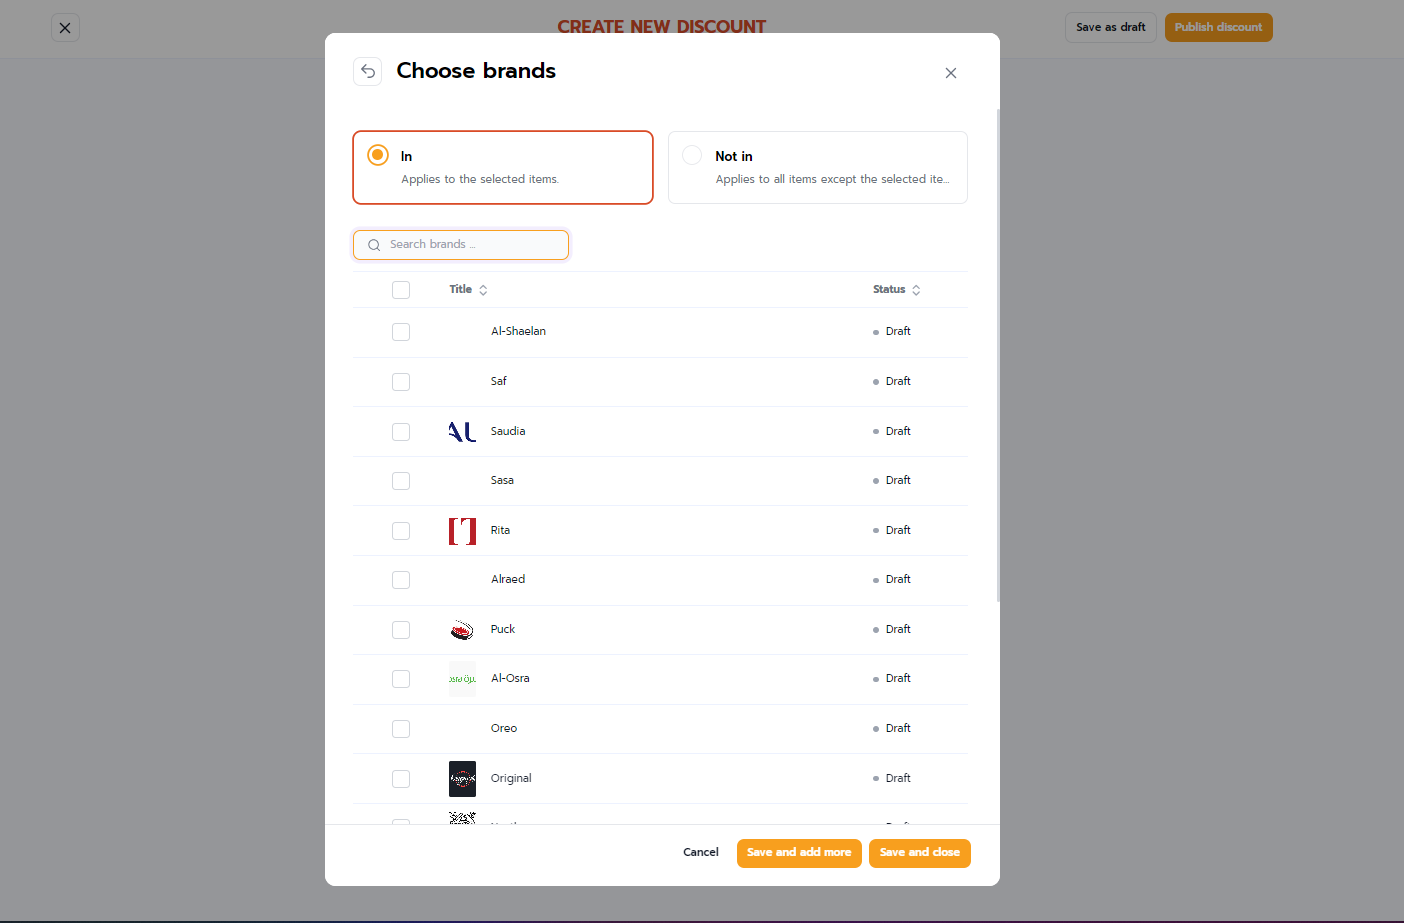 CREATE NEW DISCOUNT
Save as draft
Publish discount
Choose brands
In
Applies to the selected items.
Not in
Applies to all items except the selected ite...
Search brands ...
Title
Status
Al-Shaelan
Draft
Saf
Draft
Saudia
Draft
Sasa
Draft
Rita
Draft
Alraed
Draft
Puck
Draft
Al-Osra
Draft
Oreo
Draft
Original
Draft
Cancel
Save and add more
Save and close